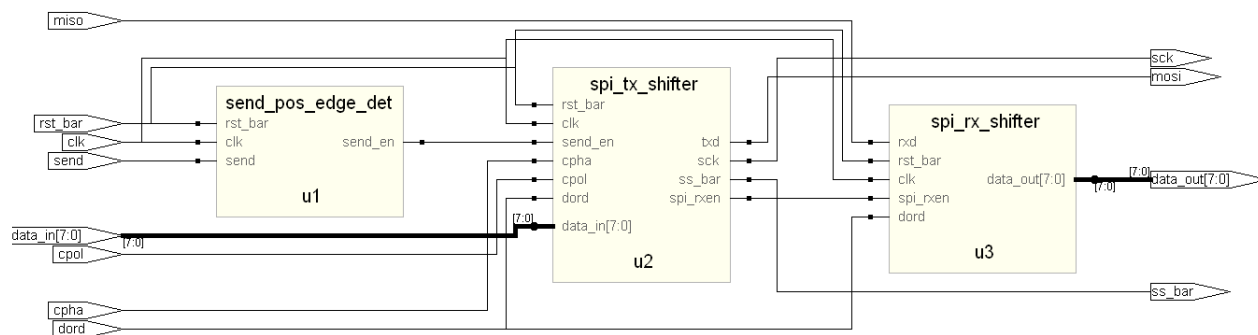 miso
rst_bar
clk
send
data_in[7:0]
[7:0]
cpol
cpha
dord
send_pos_edge_det
rst_bar
clk
send_en
send
u1
spi_tx_shifter
rst_bar
clk
send_en
txd
cpha
sck
cpol
ss_bar
dord
spi_rxen
[7:0]
data_in[7:0]
u2
spi_rx_shifter
rxd
rst_bar
clk
data_out[7:0]
spi_rxen
dord
u3
sck
mosi
[7:0]
[7:0]
data_out[7:0]
ss_bar